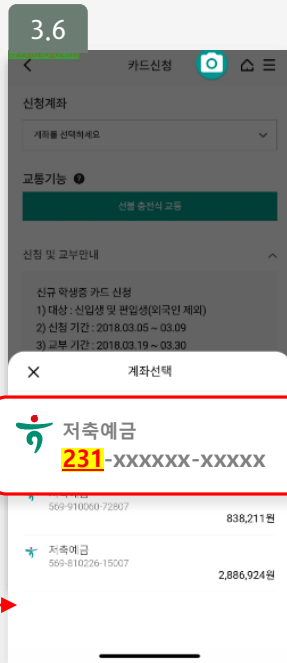 3.6
카드신청
신청계좌
계좌를 선택하세요
교통기능
선불 충전식 교통
신청 및 교부안내
신규 학생증 카드 신청
1) 대상 : 신입생 및 편입생(외국인 제외)
2) 신청 기간 : 2018.03.05 ~ 03.09
3) 교부 기간 : 2018.03.19 ~ 03.30
계좌선택
저축예금
231-xxxxxx-xxxxx
569-910060-72807
838,211원
저축예금
569-810226-15007
2,886,924원